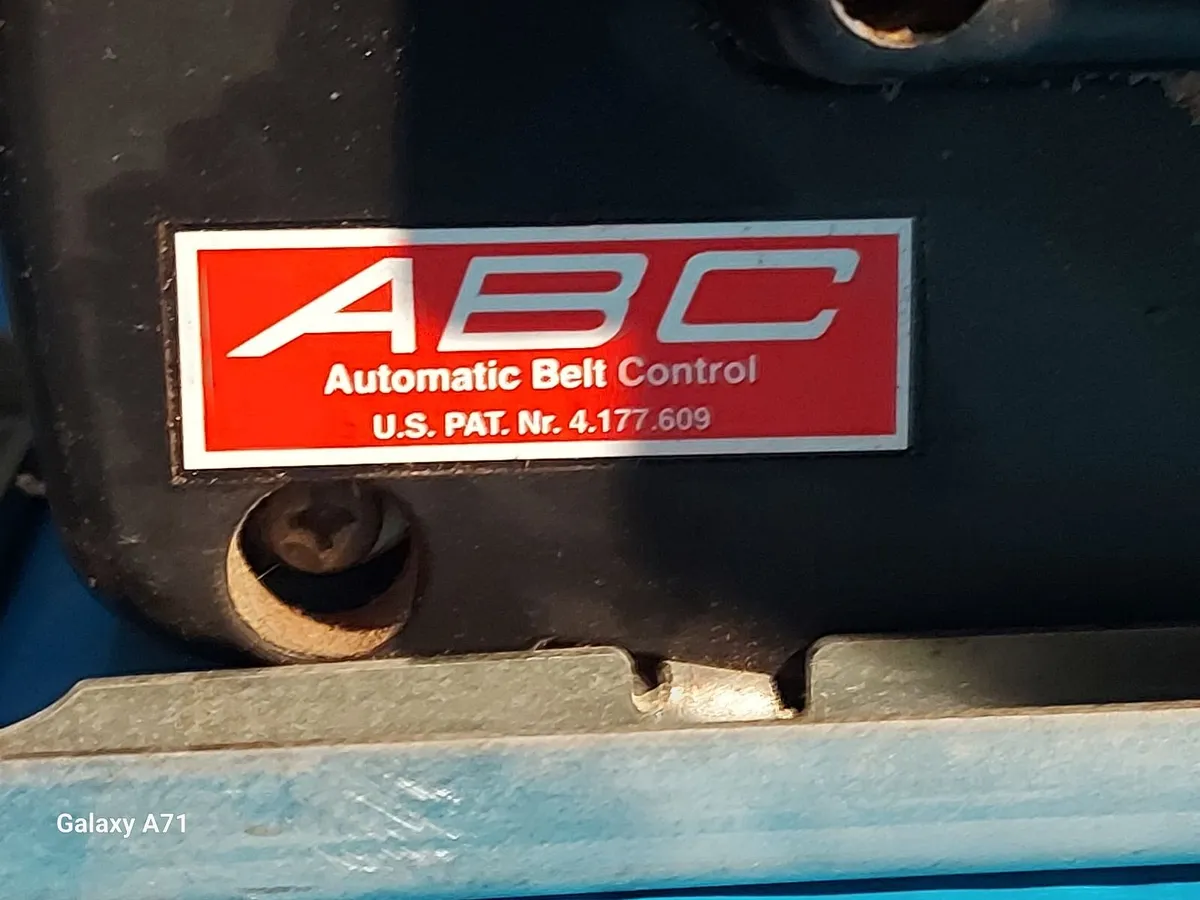 ABC
Automatic Belt Control
U.S. PAT. Nr. 4.177.609
Galaxy A71